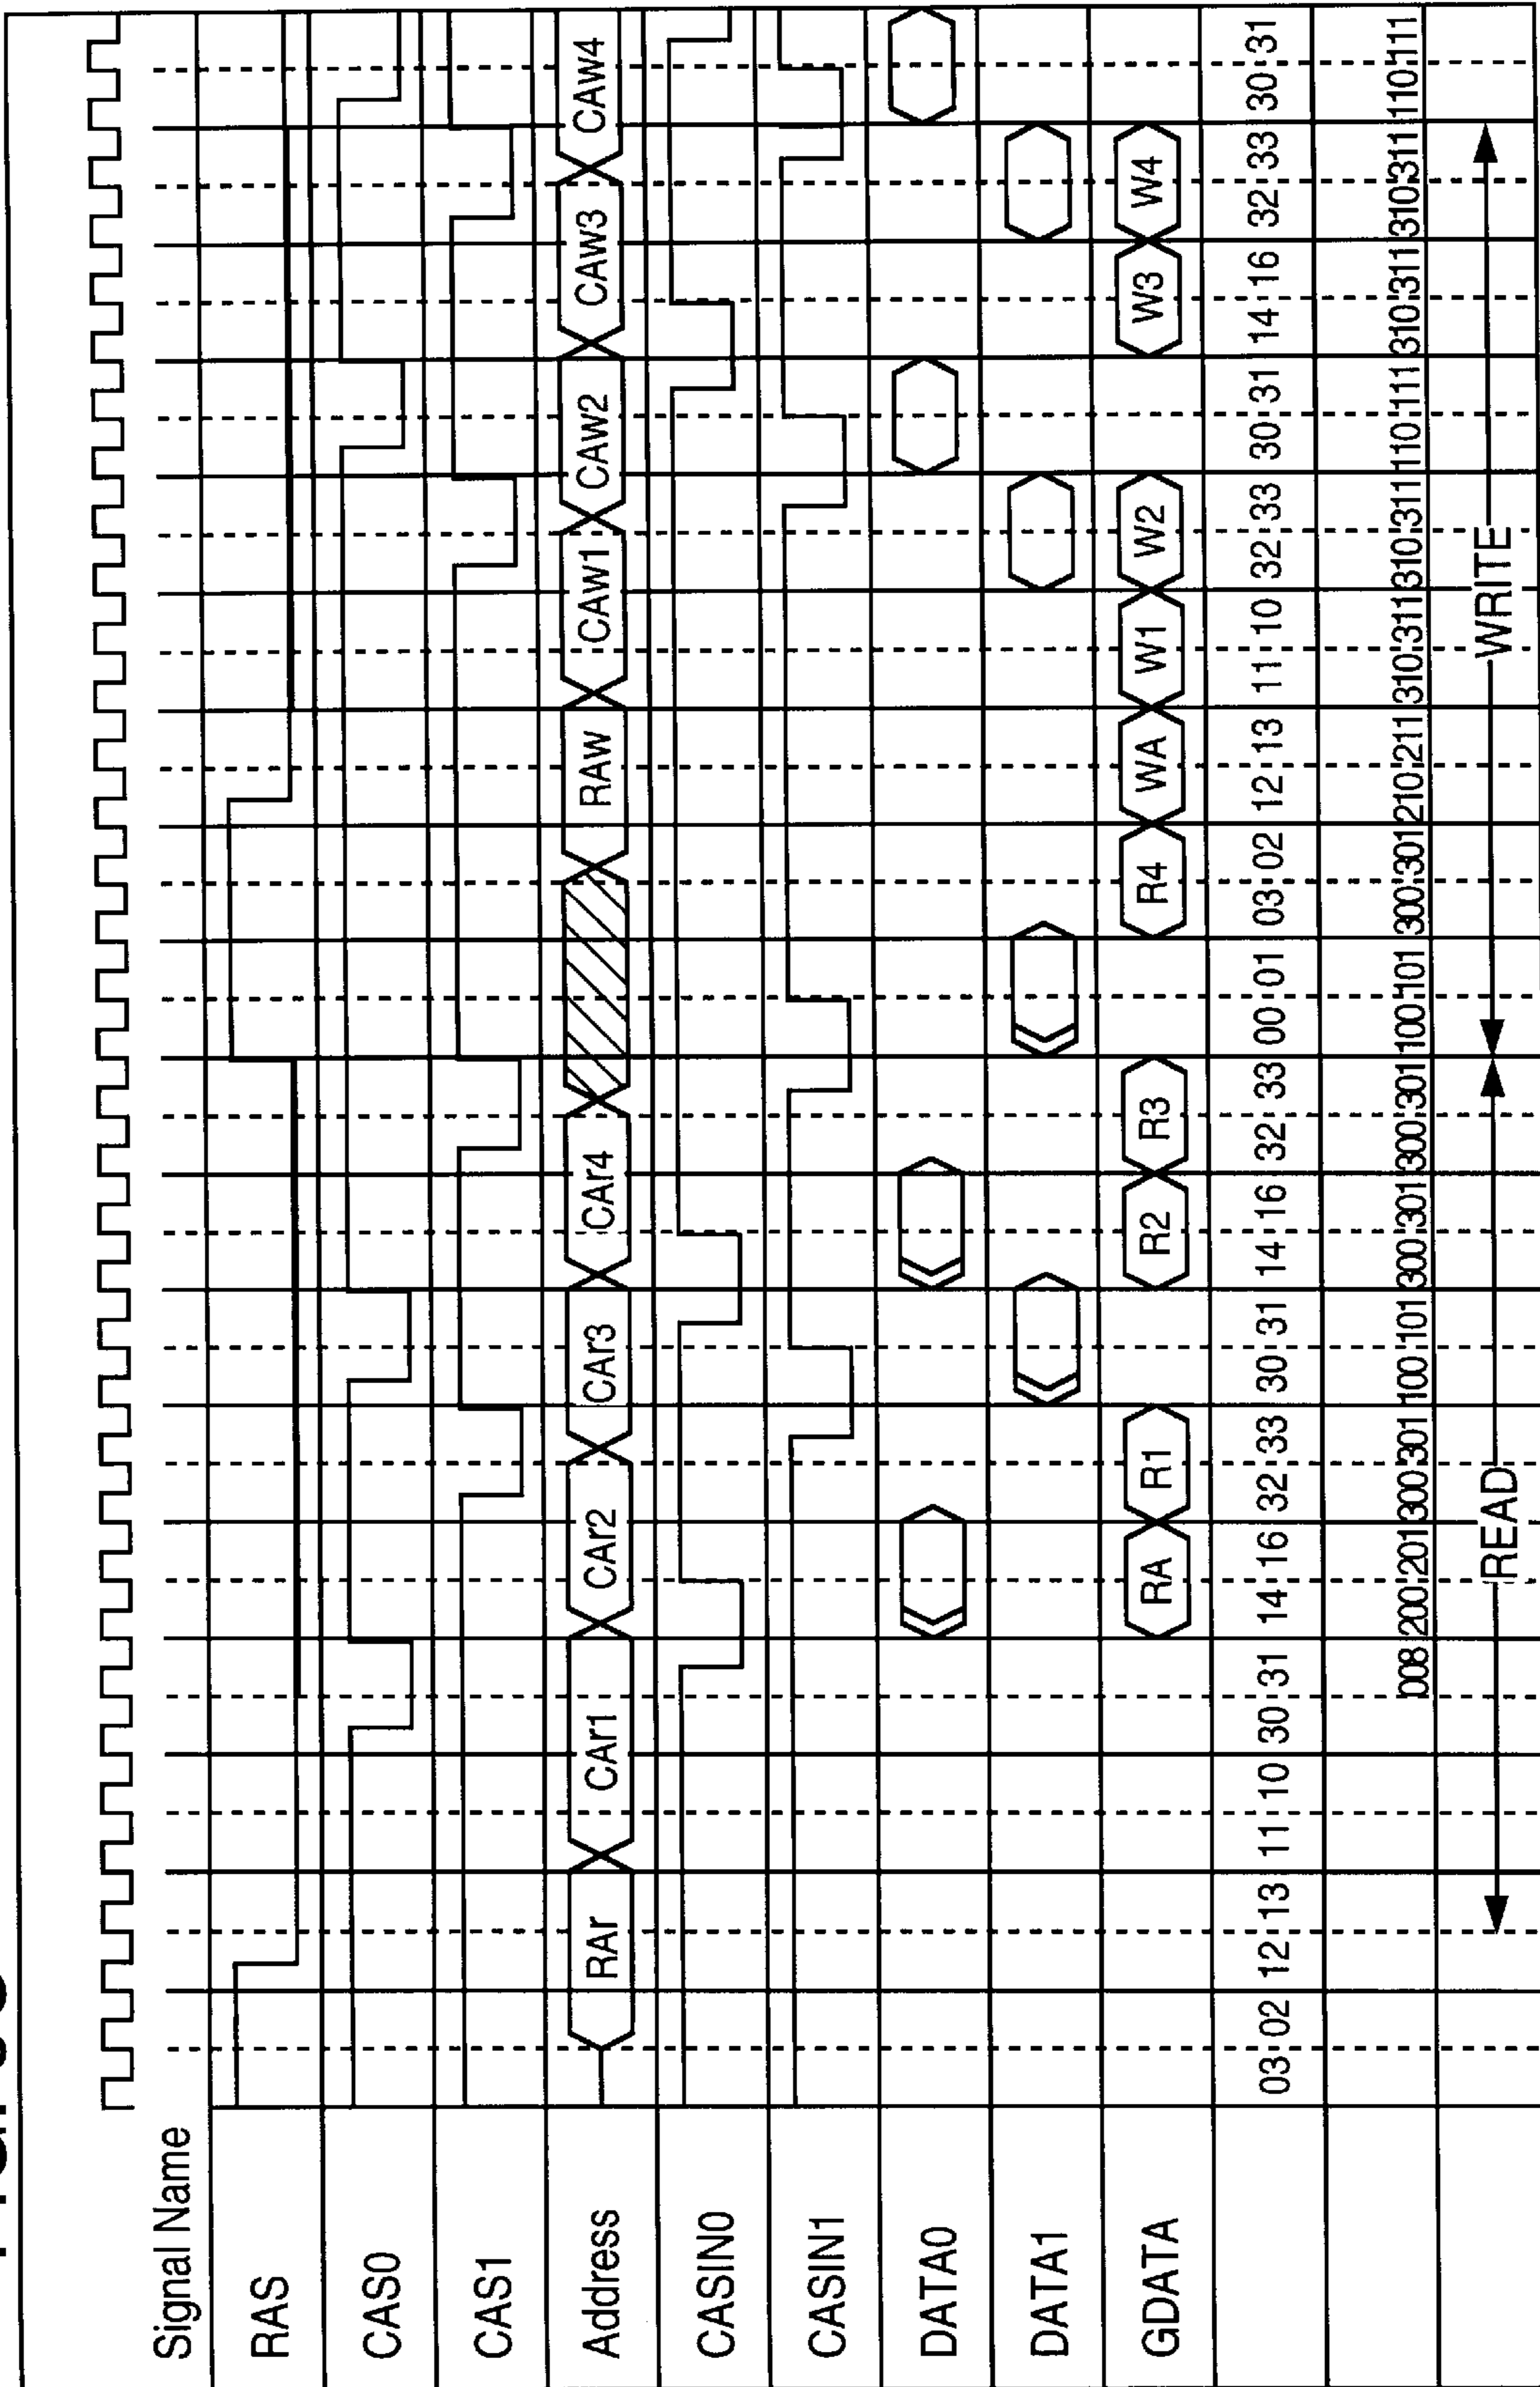 Signal Name
RAS
CAS0
CAS1
Address RAr CAr1 CAr2 CAr3 CAr4 RAw CAw1 CAw2 CAw3 CAw4
CASIN0
CASIN1
DATA0
DATA1
GDATA RA R1 R2 R3 R4 WA W1 W2 W3 W4
03 02 12 13 11 10 30 31 14 16 32 33 30 31 14 16 32 33 00 01 03 02 12 13 11 10 32 33 30 31 14 16 32 33 30 31
008 200 201 300 301 100 101 300 301 300 301 100 101 300 301 210 211 310 311 310 311 110 111 310 311 310 311 110 111
READ WRITE